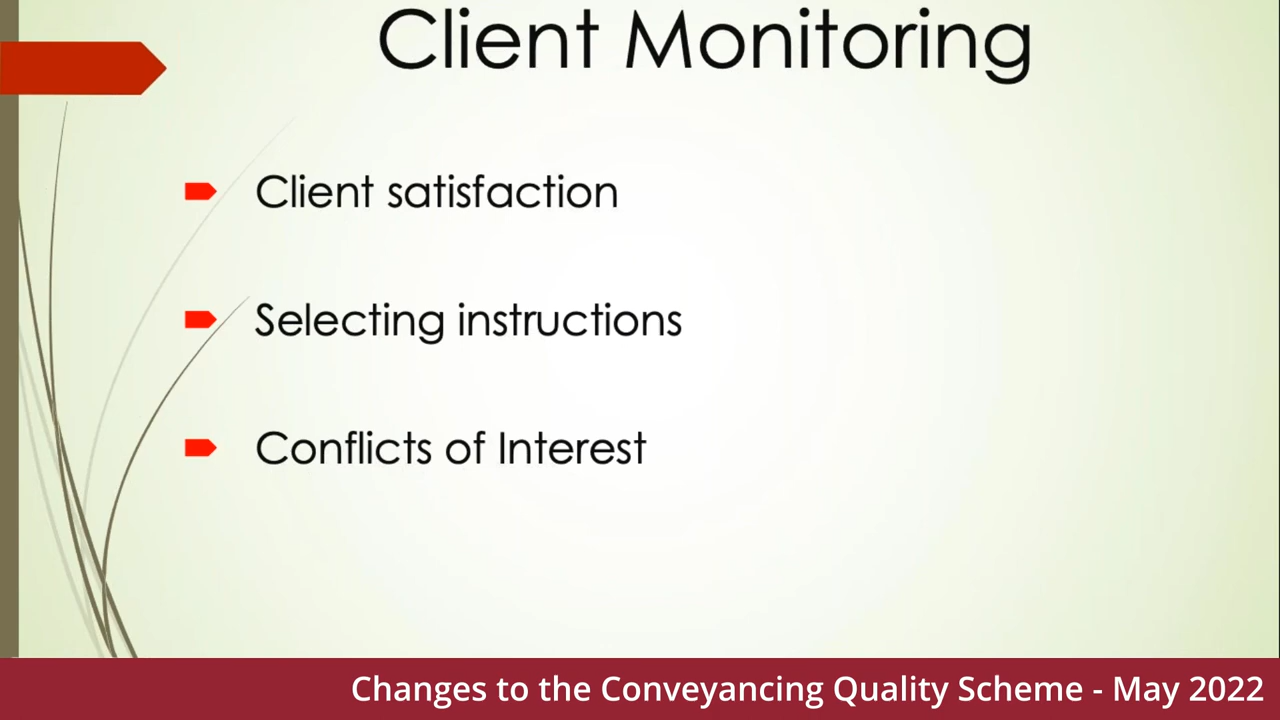 Client Monitoring
Client satisfaction
Selecting instructions
Conflicts of Interest
Changes to the Conveyancing Quality Scheme - May 2022